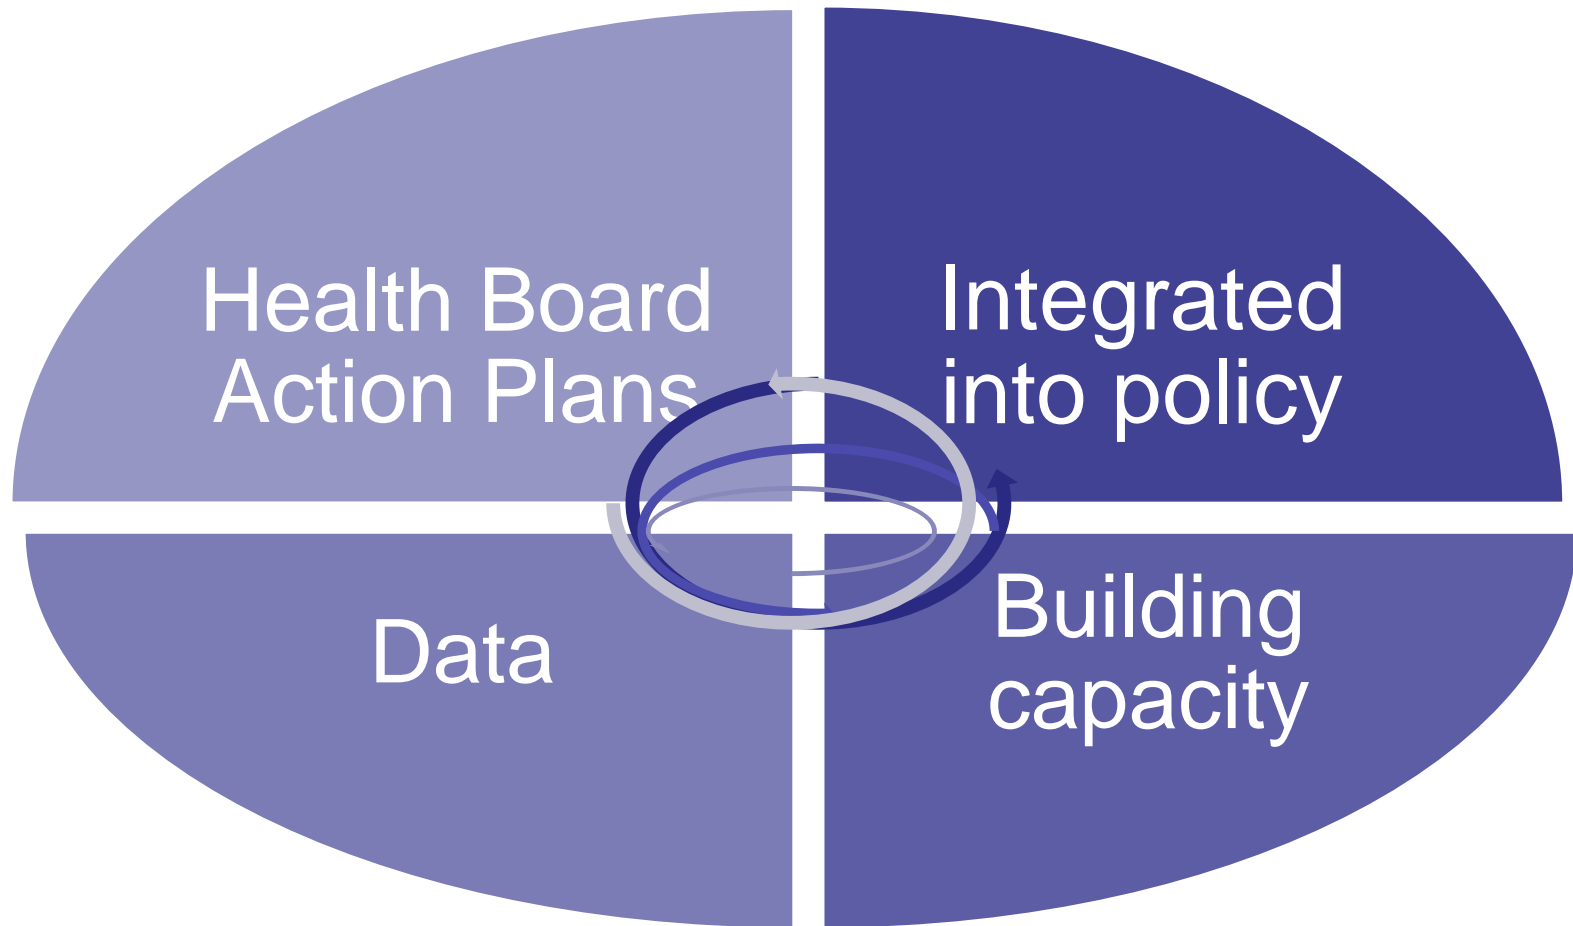 Health Board
Action Plans
Integrated
into policy
Data
Building
capacity